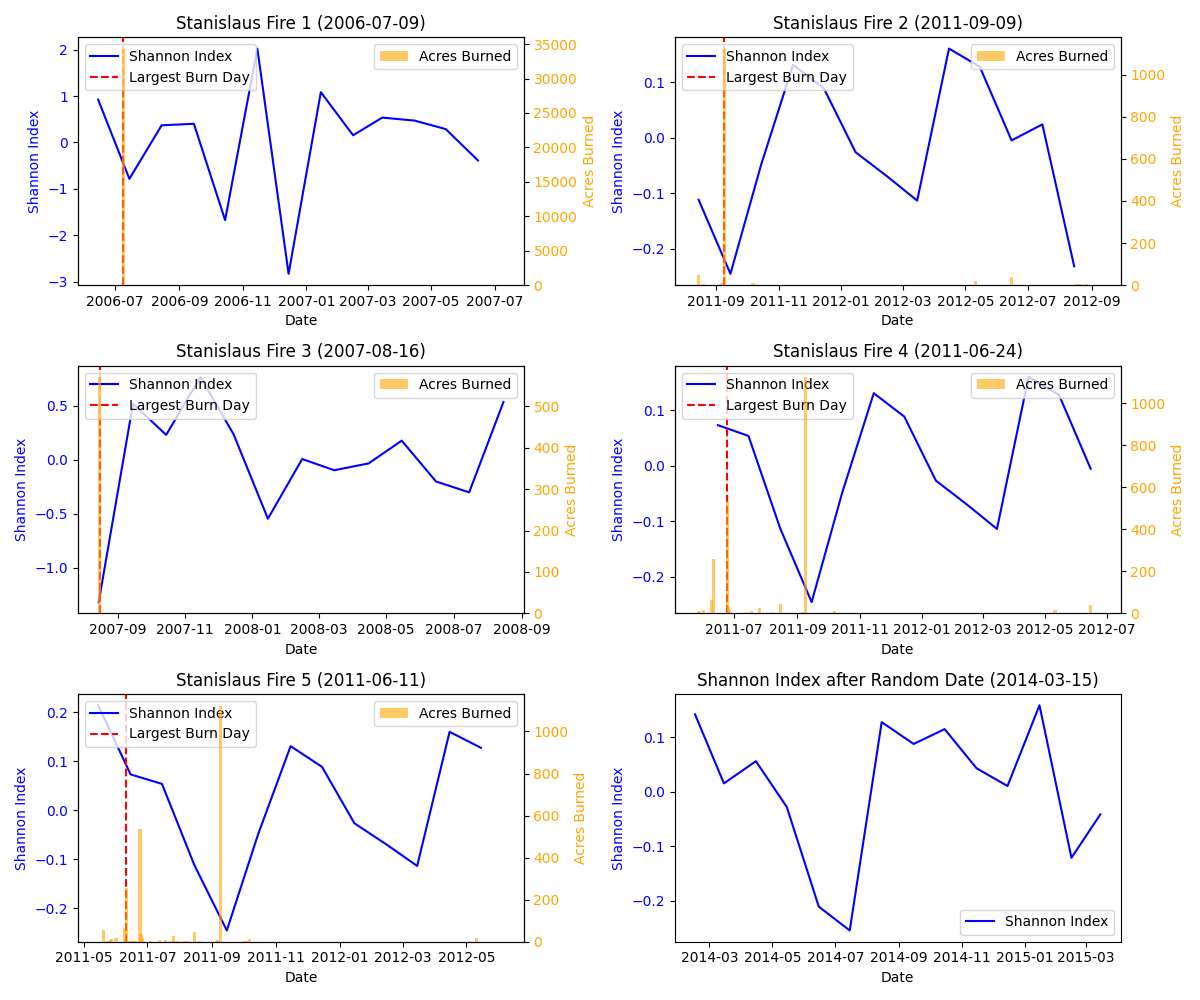 Stanislaus Fire 1 (2006-07-09)
Shannon Index
Largest Burn Day
Acres Burned
2
1
0
−1
−2
−3
35000
30000
25000
20000
15000
10000
5000
0
Shannon Index
Acres Burned
2006-07 2006-09 2006-11 2007-01 2007-03 2007-05 2007-07
Date
Stanislaus Fire 2 (2011-09-09)
Shannon Index
Largest Burn Day
Acres Burned
0.1
0.0
−0.1
−0.2
1000
800
600
400
200
0
Shannon Index
Acres Burned
2011-09 2011-11 2012-01 2012-03 2012-05 2012-07 2012-09
Date
Stanislaus Fire 3 (2007-08-16)
Shannon Index
Largest Burn Day
Acres Burned
0.5
0.0
−0.5
−1.0
500
400
300
200
100
0
Shannon Index
Acres Burned
2007-09 2007-11 2008-01 2008-03 2008-05 2008-07 2008-09
Date
Stanislaus Fire 4 (2011-06-24)
Shannon Index
Largest Burn Day
Acres Burned
0.1
0.0
−0.1
−0.2
1000
800
600
400
200
0
Shannon Index
Acres Burned
2011-07 2011-09 2011-11 2012-01 2012-03 2012-05 2012-07
Date
Stanislaus Fire 5 (2011-06-11)
Shannon Index
Largest Burn Day
Acres Burned
0.2
0.1
0.0
−0.1
−0.2
1000
800
600
400
200
0
Shannon Index
Acres Burned
2011-05 2011-07 2011-09 2011-11 2012-01 2012-03 2012-05
Date
Shannon Index after Random Date (2014-03-15)
0.1
0.0
−0.1
−0.2
Shannon Index
Shannon Index
2014-03 2014-05 2014-07 2014-09 2014-11 2015-01 2015-03
Date